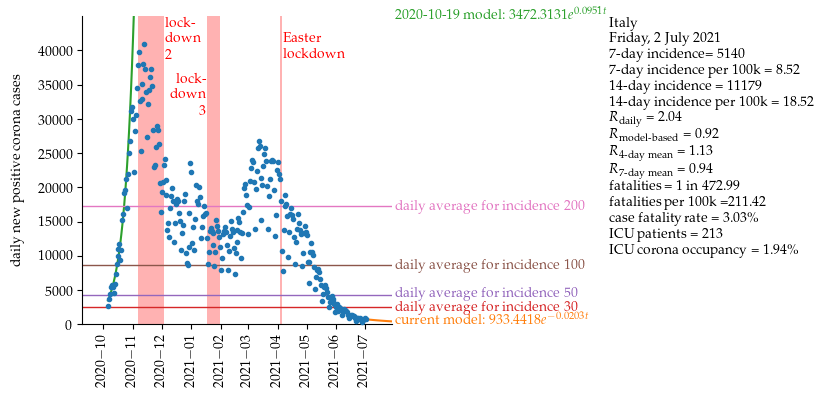 2020-10-19 model: 3472.3131e^0.0951t
lock-
down
2
Easter
lockdown
lock-
down
3
daily new positive corona cases
40000
35000
30000
25000
20000
15000
10000
5000
0
daily average for incidence 200
daily average for incidence 100
daily average for incidence 50
daily average for incidence 30
current model: 933.4418e^−0.0203t
2020−10
2020−11
2020−12
2021−01
2021−02
2021−03
2021−04
2021−05
2021−06
2021−07
Italy
Friday, 2 July 2021
7-day incidence= 5140
7-day incidence per 100k = 8.52
14-day incidence = 11179
14-day incidence per 100k = 18.52
R_daily = 2.04
R_model-based = 0.92
R_4-day mean = 1.13
R_7-day mean = 0.94
fatalities = 1 in 472.99
fatalities per 100k =211.42
case fatality rate = 3.03%
ICU patients = 213
ICU corona occupancy = 1.94%